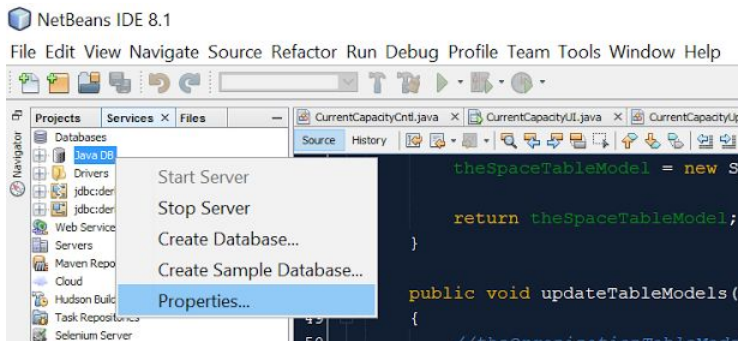 NetBeans IDE 8.1
File Edit View Navigate Source Refactor Run Debug Profile Team Tools Window Help
Projects Services × Files
CurrentCapacityCntl.java × CurrentCapacityUI.java × CurrentCapacityUp
Navigator
Source History
Databases
Java DB
Drivers
jdbc:der
jdbc:der
Web Service
Servers
Maven Repo
Cloud
Hudson Build
Task Repositories
Selenium Server
Start Server
Stop Server
Create Database...
Create Sample Database...
Properties...
theSpaceTableModel = new S
return theSpaceTableModel;
}
public void updateTableModels(
49 {